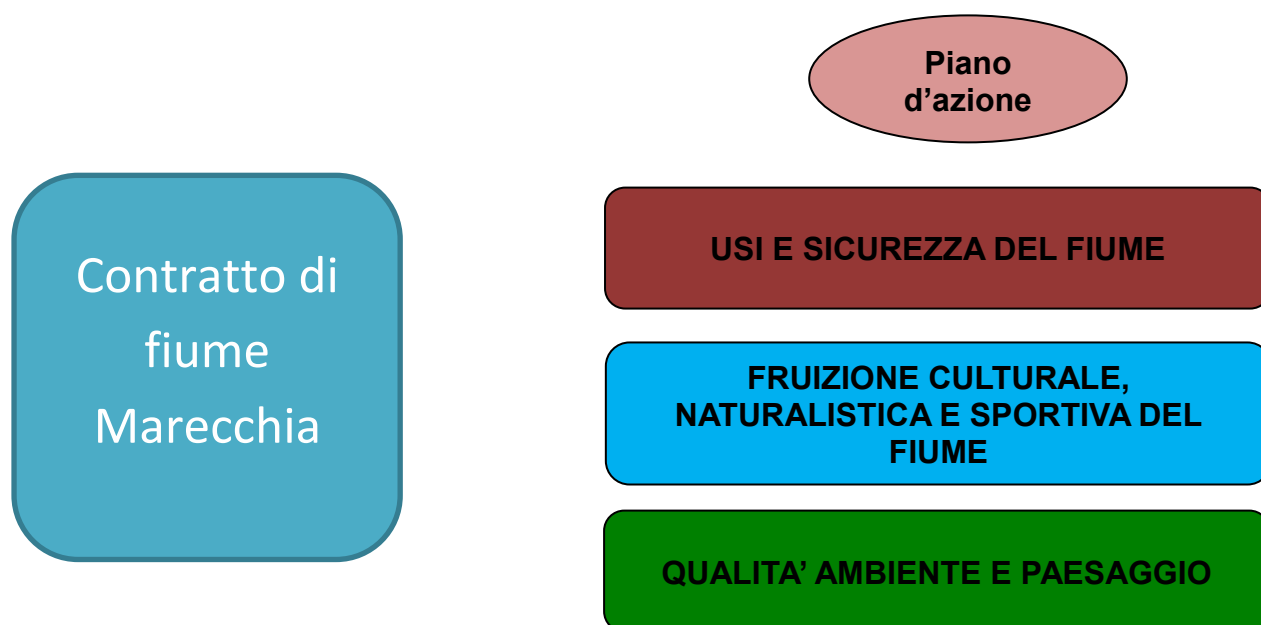 Piano
d’azione
Contratto di
fiume
Marecchia
USI E SICUREZZA DEL FIUME
FRUIZIONE CULTURALE,
NATURALISTICA E SPORTIVA DEL
FIUME
QUALITA’ AMBIENTE E PAESAGGIO